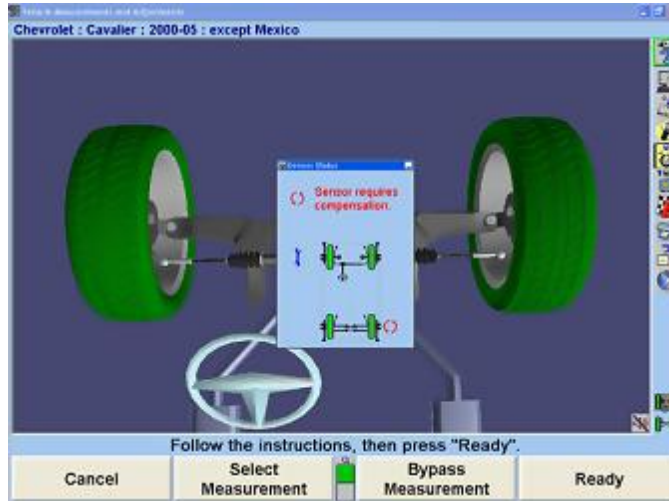 Chevrolet : Cavalier : 2000-05 : except Mexico
Sensor Status
Sensor requires
compensation.
Follow the instructions, then press "Ready".
Cancel
Select
Measurement
Bypass
Measurement
Ready